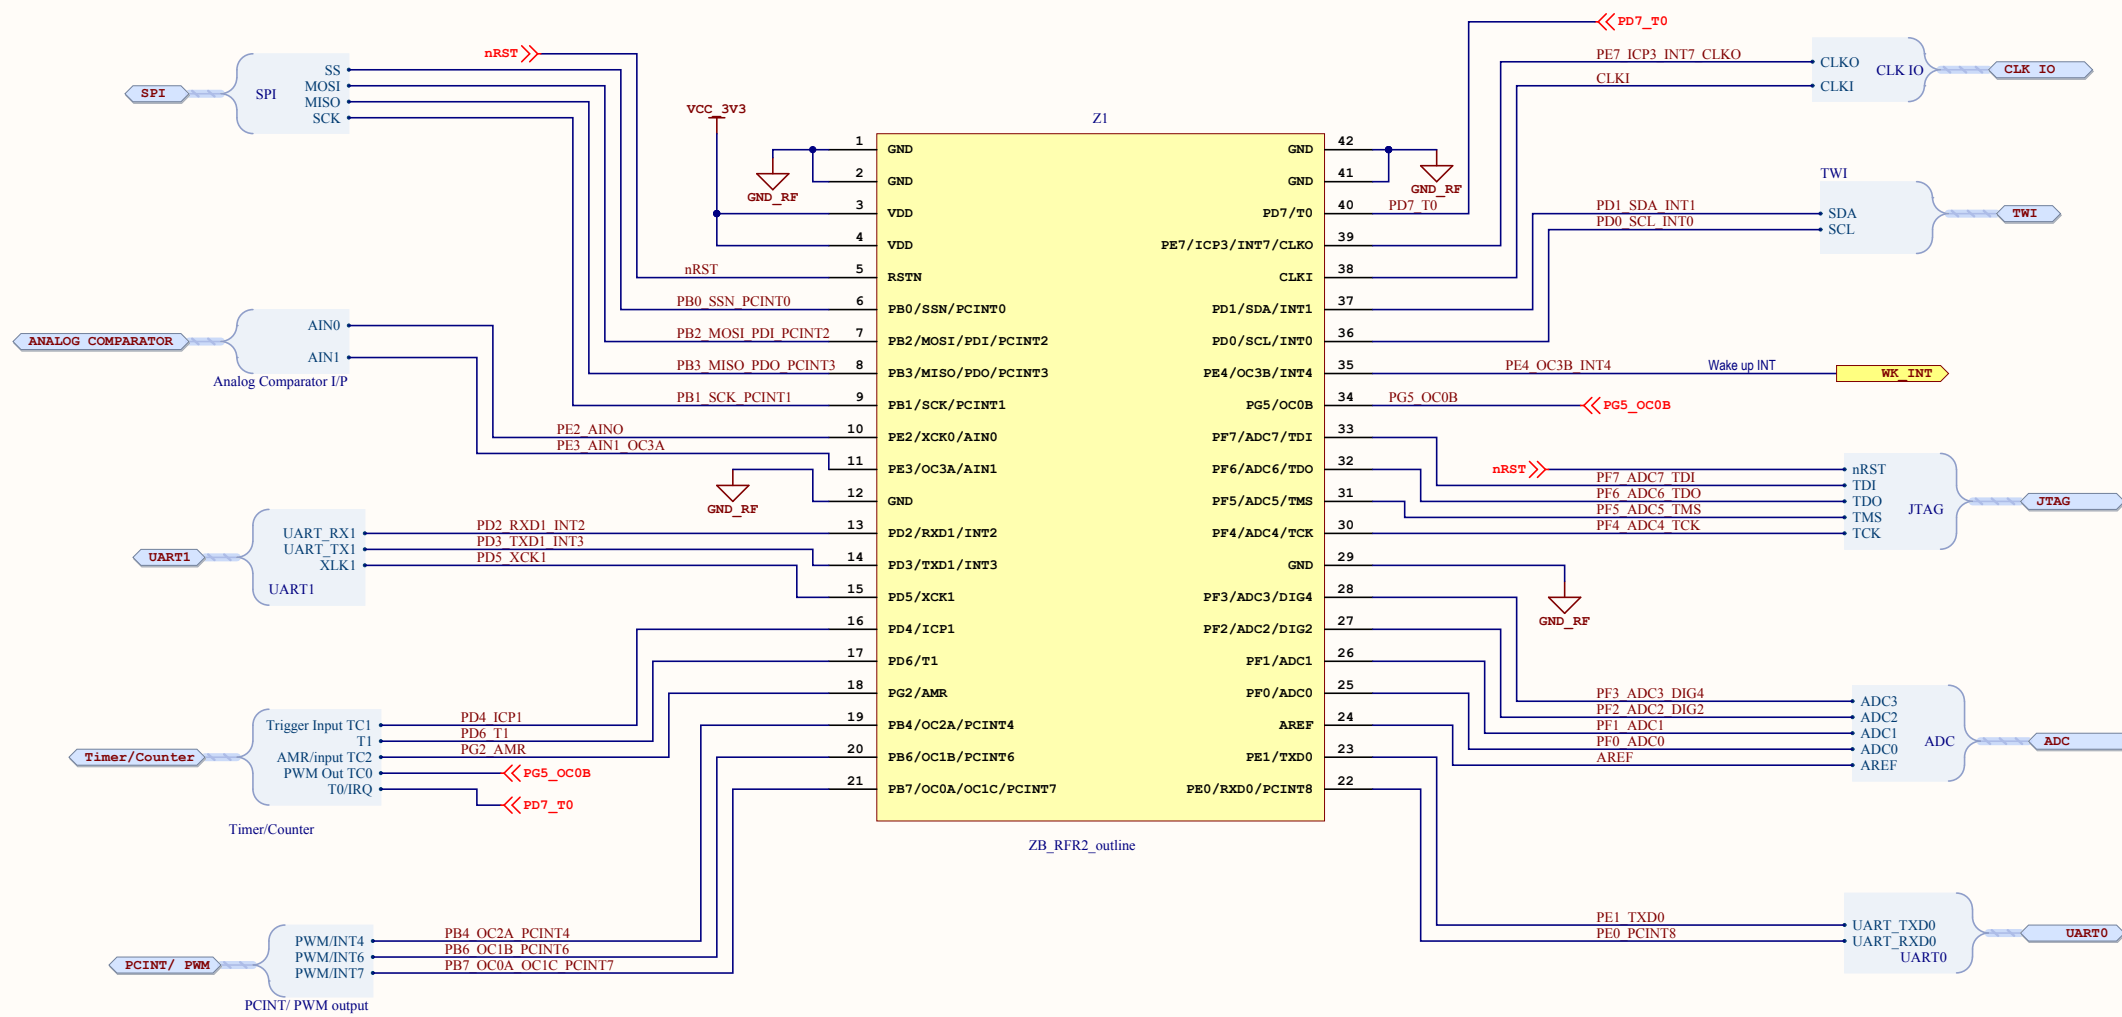 PD7_T0
nRST
SPI
SPI
SS
MOSI
MISO
SCK
PE7_ICP3_INT7_CLKO
CLKI
CLKO
CLKI
CLK IO
CLK IO
VCC_3V3
Z1
1 GND
2 GND
3 VDD
4 VDD
5 RSTN
6 PB0/SSN/PCINT0
7 PB2/MOSI/PDI/PCINT2
8 PB3/MISO/PDO/PCINT3
9 PB1/SCK/PCINT1
10 PE2/XCK0/AIN0
11 PE3/OC3A/AIN1
12 GND
13 PD2/RXD1/INT2
14 PD3/TXD1/INT3
15 PD5/XCK1
16 PD4/ICP1
17 PD6/T1
18 PG2/AMR
19 PB4/OC2A/PCINT4
20 PB6/OC1B/PCINT6
21 PB7/OC0A/OC1C/PCINT7
GND 42
GND 41
PD7/T0 40
PE7/ICP3/INT7/CLKO 39
CLKI 38
PD1/SDA/INT1 37
PD0/SCL/INT0 36
PE4/OC3B/INT4 35
PG5/OC0B 34
PF7/ADC7/TDI 33
PF6/ADC6/TDO 32
PF5/ADC5/TMS 31
PF4/ADC4/TCK 30
GND 29
PF3/ADC3/DIG4 28
PF2/ADC2/DIG2 27
PF1/ADC1 26
PF0/ADC0 25
AREF 24
PE1/TXD0 23
PE0/RXD0/PCINT8 22
ZB_RFR2_outline
GND_RF
GND_RF
PD7_T0
nRST
PB0_SSN_PCINT0
PB2_MOSI_PDI_PCINT2
PB3_MISO_PDO_PCINT3
PB1_SCK_PCINT1
ANALOG COMPARATOR
AIN0
AIN1
Analog Comparator I/P
PE2_AINO
PE3_AIN1_OC3A
GND_RF
UART1
UART_RX1
UART_TX1
XLK1
UART1
PD2_RXD1_INT2
PD3_TXD1_INT3
PD5_XCK1
Timer/Counter
Trigger Input TC1
T1
AMR/input TC2
PWM Out TC0
T0/IRQ
Timer/Counter
PD4_ICP1
PD6_T1
PG2_AMR
PG5_OC0B
PD7_T0
PCINT/ PWM
PWM/INT4
PWM/INT6
PWM/INT7
PCINT/ PWM output
PB4_OC2A_PCINT4
PB6_OC1B_PCINT6
PB7_OC0A_OC1C_PCINT7
TWI
PD1_SDA_INT1
PD0_SCL_INT0
SDA
SCL
TWI
PE4_OC3B_INT4
Wake up INT
WK_INT
PG5_OC0B
PG5_OC0B
nRST
PF7_ADC7_TDI
PF6_ADC6_TDO
PF5_ADC5_TMS
PF4_ADC4_TCK
nRST
TDI
TDO
TMS
TCK
JTAG
JTAG
GND_RF
PF3_ADC3_DIG4
PF2_ADC2_DIG2
PF1_ADC1
PF0_ADC0
AREF
ADC3
ADC2
ADC1
ADC0
AREF
ADC
ADC
PE1_TXD0
PE0_PCINT8
UART_TXD0
UART_RXD0
UART0
UART0